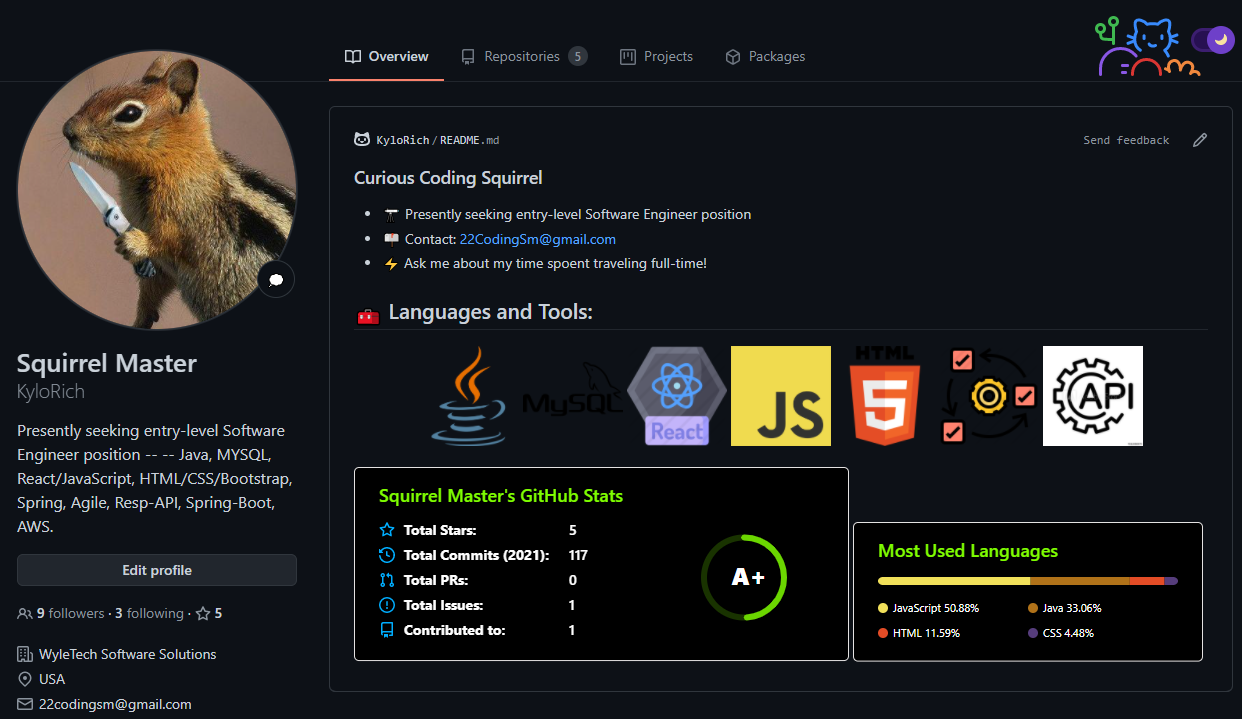 Overview
Repositories 5
Projects
Packages
KyloRich/README.md
Send feedback
Curious Coding Squirrel
Presently seeking entry-level Software Engineer position
Contact: 22CodingSm@gmail.com
Ask me about my time spoent traveling full-time!
Languages and Tools:
MySQL
React
JS
HTML
5
API
Squirrel Master
KyloRich
Presently seeking entry-level Software
Engineer position -- -- Java, MYSQL,
React/JavaScript, HTML/CSS/Bootstrap,
Spring, Agile, Resp-API, Spring-Boot,
AWS.
Edit profile
9 followers · 3 following · 5
WyleTech Software Solutions
USA
22codingsm@gmail.com
Squirrel Master's GitHub Stats
Total Stars: 5
Total Commits (2021): 117
Total PRs: 0
Total Issues: 1
Contributed to: 1
A+
Most Used Languages
JavaScript 50.88%
Java 33.06%
HTML 11.59%
CSS 4.48%